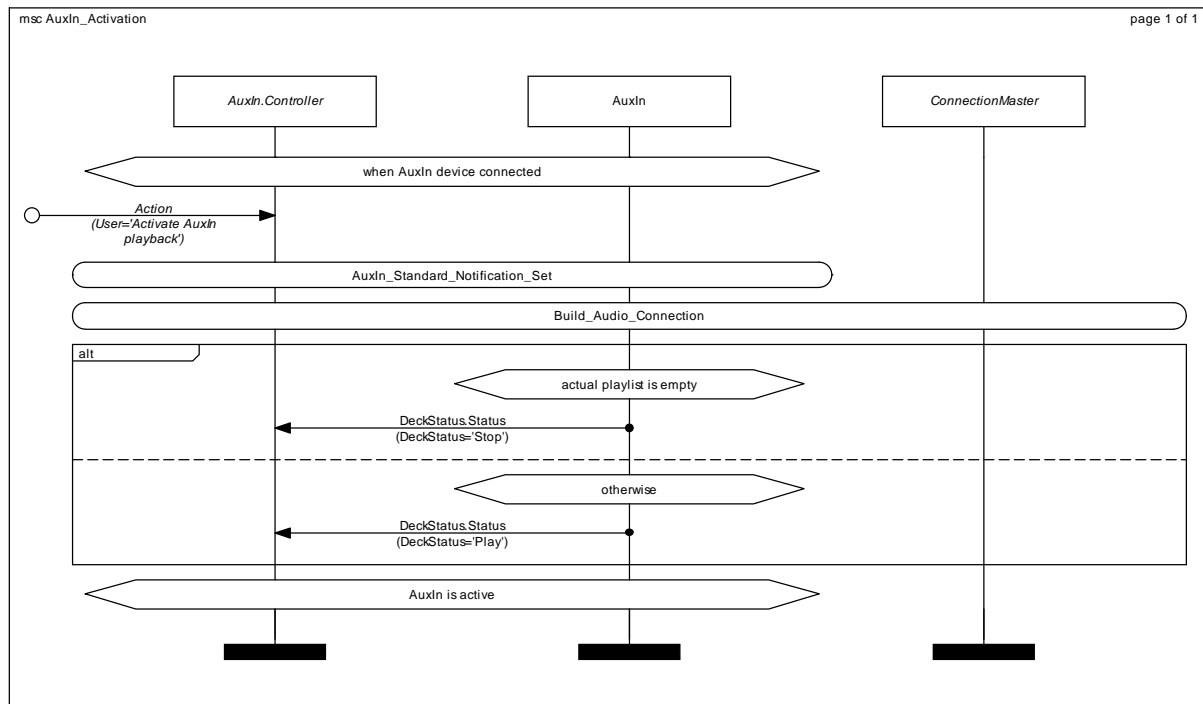 msc AuxIn_Activation
page 1 of 1
AuxIn.Controller
AuxIn
ConnectionMaster
when AuxIn device connected
Action
(User='Activate AuxIn
playback')
AuxIn_Standard_Notification_Set
Build_Audio_Connection
alt
actual playlist is empty
DeckStatus.Status
(DeckStatus='Stop')
otherwise
DeckStatus.Status
(DeckStatus='Play')
AuxIn is active